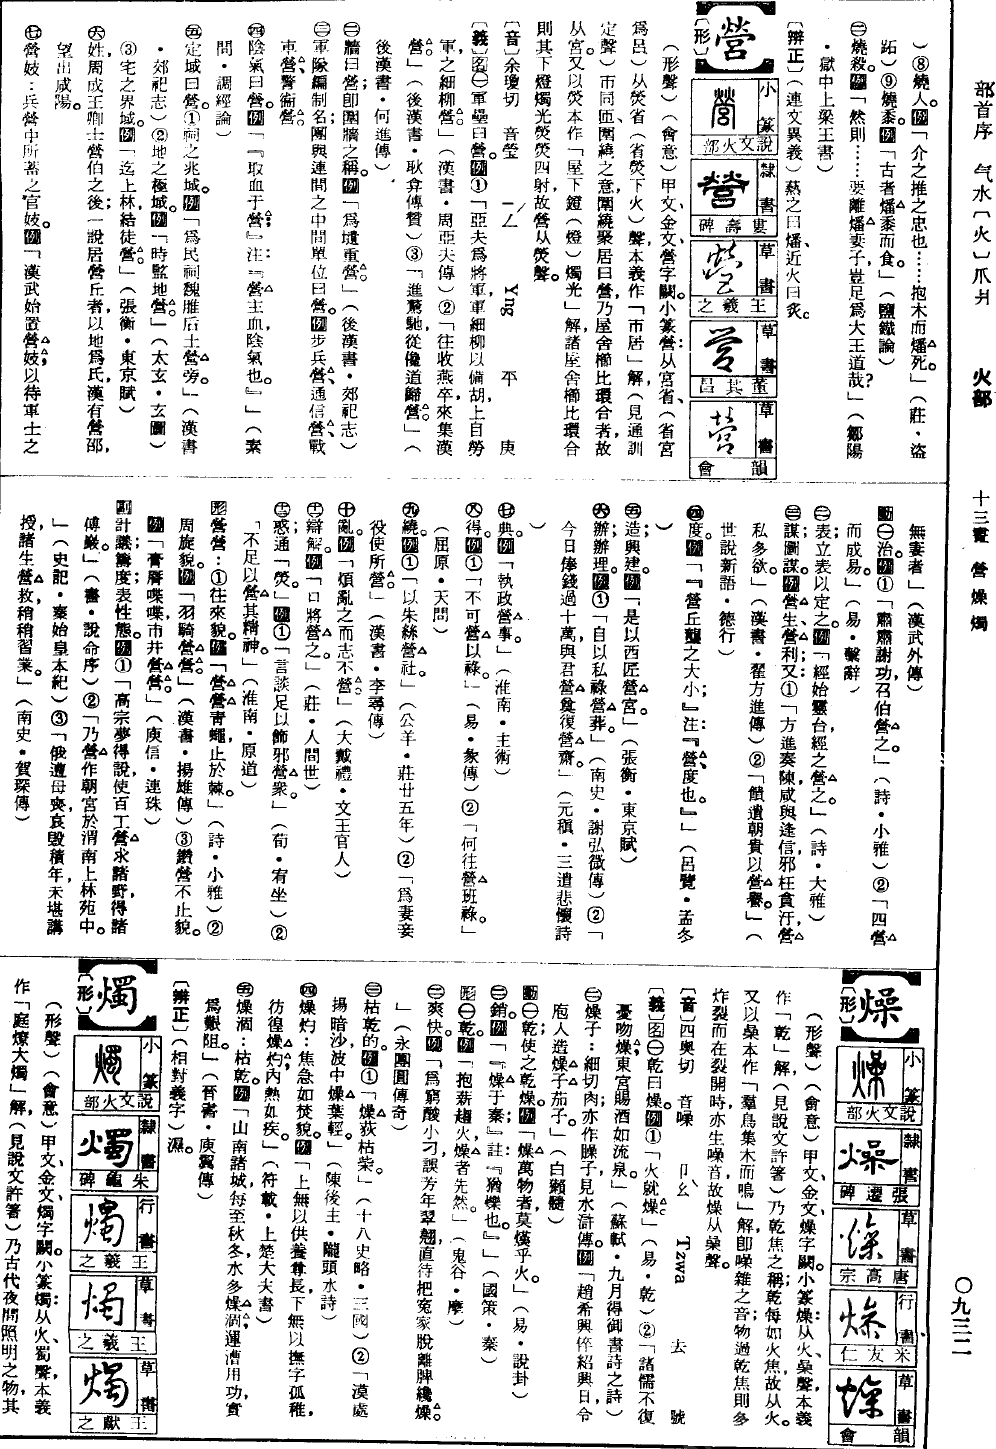 部首序 气水〔火〕爪爿 火部 十三畫 營燥燭 〇九三二
）⑧燒人。例「介之推之忠也……抱木而燔死。」（莊・盜
跖）⑨燒黍。例「古者燔黍而食。」（鹽鐵論）
㊁燒殺。例「然則……要離燔妻子豈足爲大王道哉？」（鄒陽
・獄中上梁王書）
〔辨正〕（連文異義）爇之曰燔、近火曰炙。
營
〔形〕
小篆 說文火部
隸書 婁壽碑
草書 王羲之
草書 董其昌
草書 韻會
（形聲）（會意）甲文、金文、營字闕。小篆營：从宮省、（省宮
爲呂）从熒省（省熒下火）聲，本義作「市居」解（見通訓
定聲）市同匝，圍繞之意，圍繞聚居曰營；乃屋舍櫛比環合者，故
从宮。又以熒本作「屋下鐙（燈）燭光」解，諸屋舍櫛比環合
則其下燈燭光熒熒四射，故營从熒聲。
〔音〕余瓊切 音瑩 ㄧㄥˊ Yng 平 庚
〔義〕名㊀軍壘曰營。例①「亞夫爲將軍，軍細柳以備胡，上自勞
軍之細柳營。」（漢書・周亞夫傳）②「往收燕卒，來集漢
營。」（後漢書・耿弇傳贊）③「進驚馳從儳道歸營。」（
後漢書・何進傳）
㊁牆曰營，即圍牆之稱。例「爲壝重營。」（後漢書・郊祀志）
㊂軍隊編制名，團與連間之中間單位曰營。例步兵營、通信營、戰
車營、警衞營。
㊃陰氣曰營。例「『取血于營。』注：『營主血，陰氣也。』」（素
問・調經論）
㊄定域曰營。①祠之兆域。例「爲民祠魏脽后土營旁。」（漢書
・郊祀志）②地之極域。例「時監地營。」（太玄・玄圖）
③宅之界域。例「迄上林，結徒營。」（張衡・東京賦）
㊅姓，周成王卿士營伯之後，一說居營丘者，以地爲氏，漢有營邵，
望出咸陽。
㊆營妓：兵營中所蓄之官妓。例「漢武始置營妓，以待軍士之
無妻者」（漢武外傳）
動㊀治。例①「肅肅謝功，召伯營之。」（詩・小雅）②「四營
而成易」（易・繫辭）
㊁表立，表以定之。例「經始靈台，經之營之。」（詩・大雅）
㊂謀；圖謀。例營生、營利，又①「方進奏陳咸與逢信邪枉貪汙，營
私多欲」（漢書・翟方進傳）②「饋遺朝貴以營譽。」（
世說新語・德行）
㊃度。例「『營丘壟之大小；』注：『營、度也。』」（呂覽・孟冬
）
㊄造；興建。例「是以西匠營宮」（張衡・東京賦）
㊅辦；辦理。例①「自以私祿營葬。」（南史・謝弘微傳）②「
今日俸錢過十萬，與君營奠復營齋。」（元稹・三遣悲懷詩
）
㊆典。例「執政營事。」（淮南・主術）
㊇得。例①「不可營以祿。」（易・象傳）②「何往營班祿。」
（屈原・天問）
㊈繞。例①「以朱絲營社。」（公羊・莊廿五年）②「爲妻妾
役使所營。」（漢書・李尋傳）
㊉亂。例「煩亂之而志不營。」（大戴禮・文王官人）
⼗一辯解。例「口將營之」（莊・人間世）
⼗二惑，通「熒」。例①「言談足以飾邪營衆。」（荀・宥坐）②
「不足以營其精神。」（淮南・原道）
形營營：①往來貌。例「營營青蠅，止於棘。」（詩・小雅）②
周旋貌。例「羽騎營營。」（漢書・揚雄傳）③鑽營不止貌。
例「膏脣喋喋，市井營營。」（庾信・連珠）
副計議籌度，表性態。例①「高宗夢得說，使百工營求諸野，得諸
傅巖。」（書・說命序）②「乃營作朝宮於渭南上林苑中。
」（史記・秦始皇本紀）③「俄遭母喪，哀毀積年，未堪講
授，諸生營救，稍稍習業。」（南史・賀琛傳）
燥
〔形〕
小篆 說文火部
隸書 張遷碑
草書 唐高宗
行書 米友仁
草書 韻會
（形聲）（會意）甲文、金文、燥字闕。小篆燥：从火、喿聲，本義
作「乾」解（見說文許箸）乃乾焦之稱；乾每如火焦，故从火。
又以喿本作「羣鳥集木而鳴」解，即噪雜之音；物過乾焦則多
炸裂，而在裂開時亦生噪音，故燥从喿聲。
〔音〕四奧切 音噪 ㄗㄠˋ Tzwa 去 號
〔義〕名㊀乾曰燥。例①「火就燥」（易・乾）②「諸儒不復
憂吻燥，東宮賜酒如流泉。」（蘇軾・九月得御書詩之詩）
㊁燥子：細切肉，亦作臊子，見水滸傳。例「趙希興倅紹興日，令
庖人造燥子茄子。」（白獺髓）
動㊀乾；使之乾燥。例「燥萬物者，莫熯乎火。」（易・說卦）
㊁銷。例「『燥于秦。』註：『猶爍也。』」（國策・秦）
形㊀乾。例「抱薪趨火，燥者先然。」（鬼谷・摩）
㊁爽快。例「爲窮酸，小刁，誤芳年，翠翹，直待把寃家脫離脾纔燥。
」（永團圓傳奇）
㊂枯乾的。例①「燥荻枯柴。」（十八史略・三國）②「漢處
揚暗沙，波中燥葉輕。」（陳後主・隴頭水詩）
㊃燥灼：焦急如焚貌。例「上無以供養尊長，下無以撫字孤稚，
彷徨燥灼，內熱如疾。」（符載・上楚大夫書）
㊄燥涸：枯乾。例「山南諸城，每至秋冬，水多燥涸，運漕用功，實
爲艱阻。」（晉書・庾翼傳）
〔辨正〕（相對義字）濕。
燭
〔形〕
小篆 說文火部
隸書 朱龜碑
行書 王羲之
草書 王羲之
草書 王獻之
（形聲）（會意）甲文、金文、燭字闕。小篆燭：从火、蜀聲，本義
作「庭燎大燭」解，（見說文許箸）乃古代夜間照明之物，其